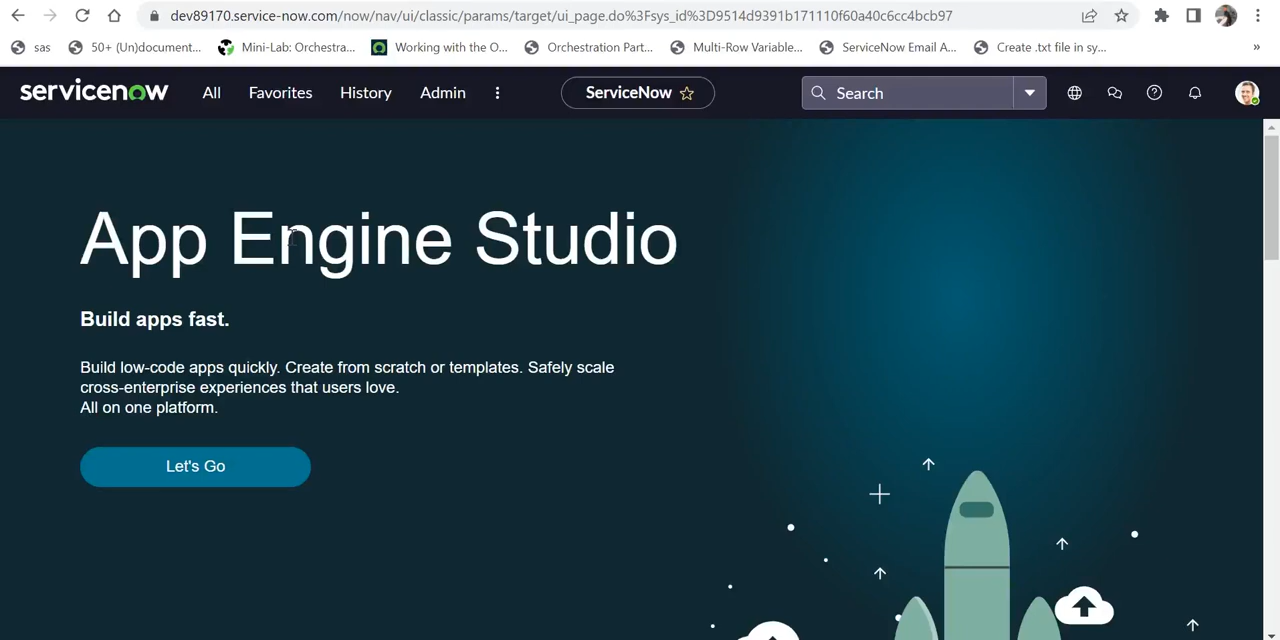 dev89170.service-now.com/now/nav/ui/classic/params/target/ui_page.do%3Fsys_id%3D9514d9391b171110f60a40c6cc4bcb97
sas 50+ (Un)document... Mini-Lab: Orchestra... Working with the O... Orchestration Part... Multi-Row Variable... ServiceNow Email A... Create .txt file in sy... »
servicenow All Favorites History Admin ServiceNow Search
App Engine Studio
Build apps fast.
Build low-code apps quickly. Create from scratch or templates. Safely scale
cross-enterprise experiences that users love.
All on one platform.
Let's Go